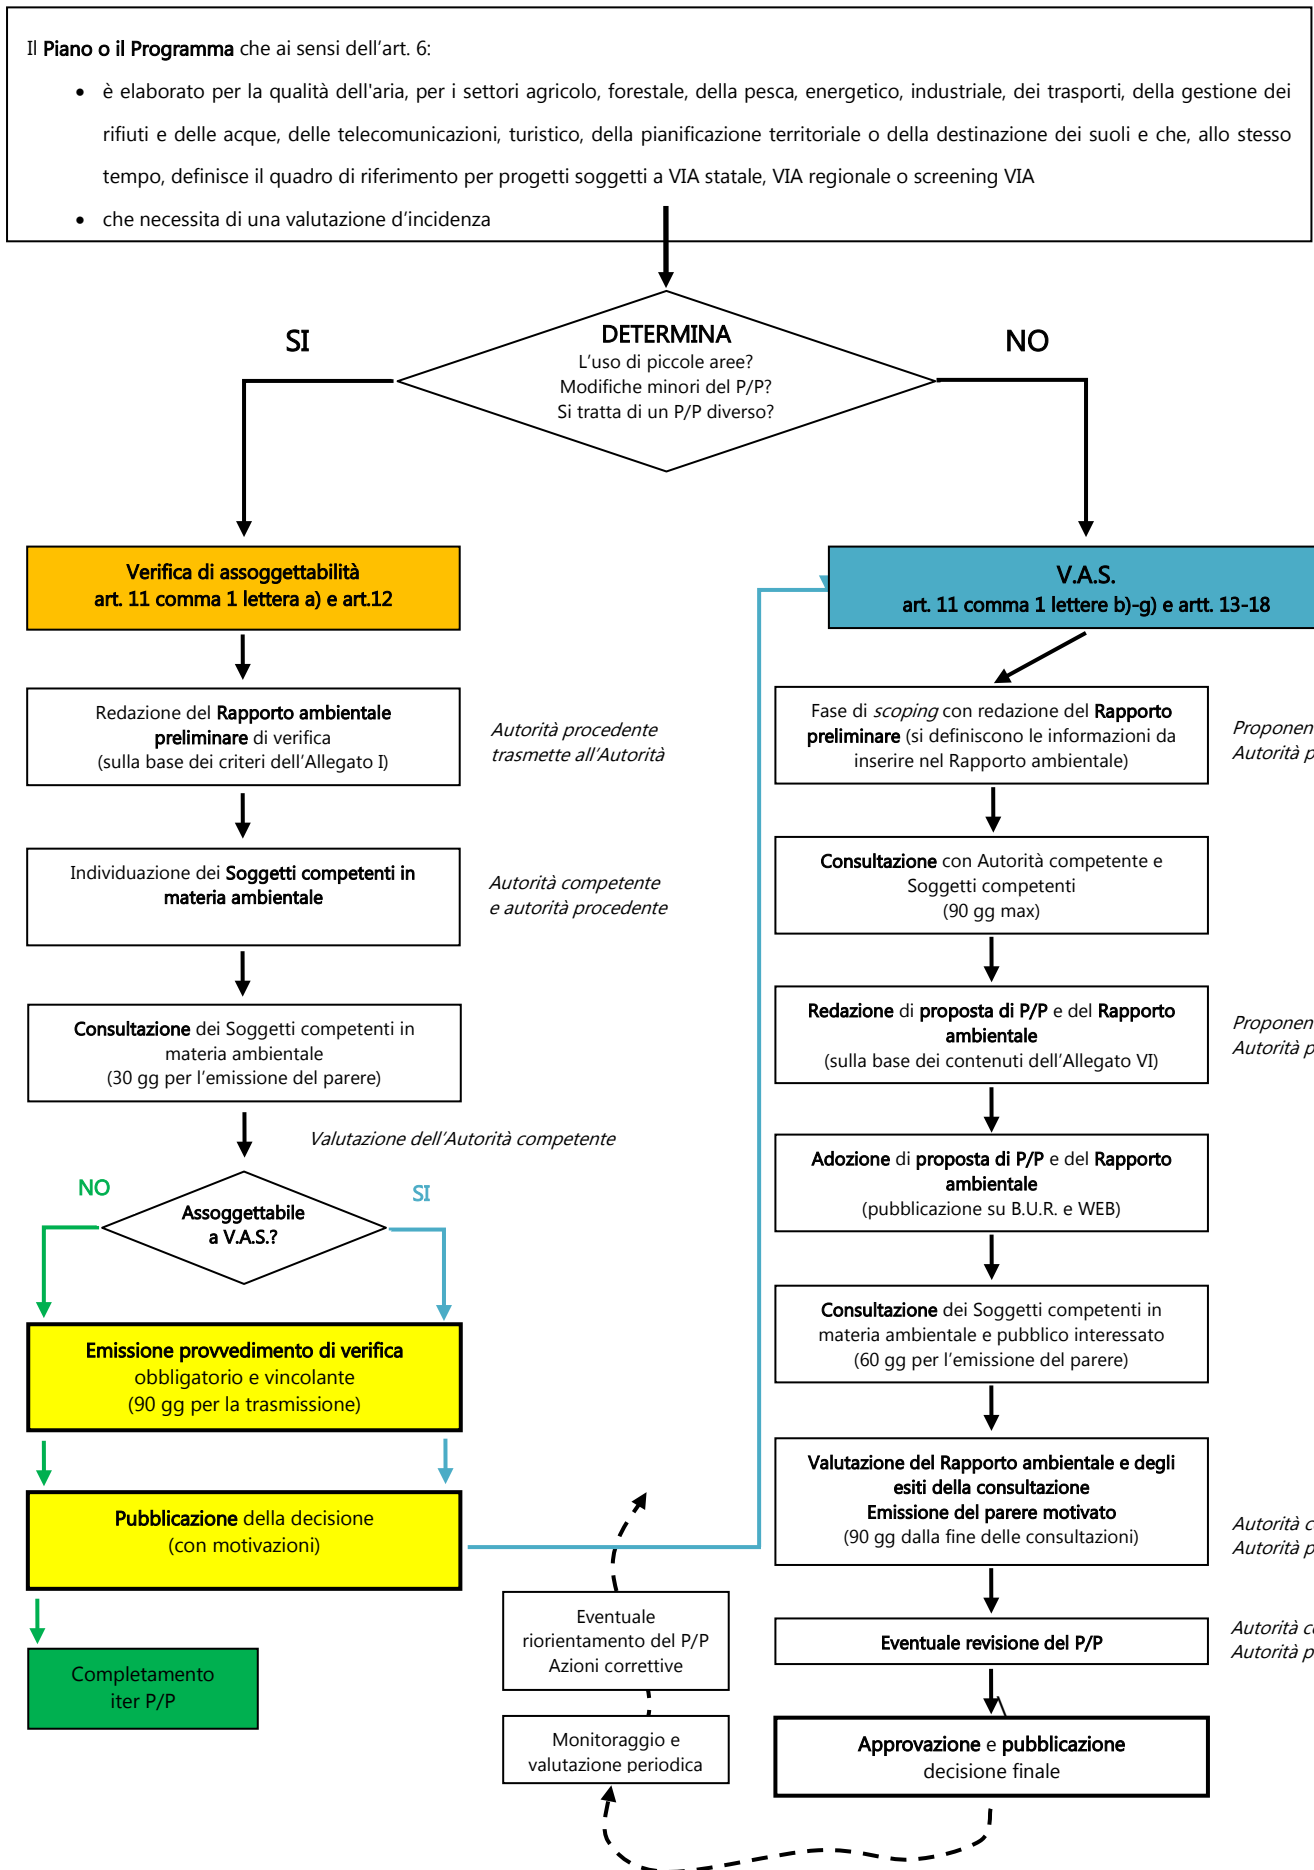 Il Piano o il Programma che ai sensi dell'art. 6:
• è elaborato per la qualità dell'aria, per i settori agricolo, forestale, della pesca, energetico, industriale, dei trasporti, della gestione dei
rifiuti e delle acque, delle telecomunicazioni, turistico, della pianificazione territoriale o della destinazione dei suoli e che, allo stesso
tempo, definisce il quadro di riferimento per progetti soggetti a VIA statale, VIA regionale o screening VIA
• che necessita di una valutazione d'incidenza
SI
DETERMINA
L'uso di piccole aree?
Modifiche minori del P/P?
Si tratta di un P/P diverso?
NO
Verifica di assoggettabilità
art. 11 comma 1 lettera a) e art.12
Redazione del Rapporto ambientale
preliminare di verifica
(sulla base dei criteri dell'Allegato I)
Autorità procedente
trasmette all'Autorità
Individuazione dei Soggetti competenti in
materia ambientale
Autorità competente
e autorità procedente
Consultazione dei Soggetti competenti in
materia ambientale
(30 gg per l'emissione del parere)
Valutazione dell'Autorità competente
NO
SI
Assoggettabile
a V.A.S.?
Emissione provvedimento di verifica
obbligatorio e vincolante
(90 gg per la trasmissione)
Pubblicazione della decisione
(con motivazioni)
Completamento
iter P/P
V.A.S.
art. 11 comma 1 lettere b)-g) e artt. 13-18
Fase di scoping con redazione del Rapporto
preliminare (si definiscono le informazioni da
inserire nel Rapporto ambientale)
Proponen
Autorità p
Consultazione con Autorità competente e
Soggetti competenti
(90 gg max)
Redazione di proposta di P/P e del Rapporto
ambientale
(sulla base dei contenuti dell'Allegato VI)
Proponen
Autorità p
Adozione di proposta di P/P e del Rapporto
ambientale
(pubblicazione su B.U.R. e WEB)
Consultazione dei Soggetti competenti in
materia ambientale e pubblico interessato
(60 gg per l'emissione del parere)
Valutazione del Rapporto ambientale e degli
esiti della consultazione
Emissione del parere motivato
(90 gg dalla fine delle consultazioni)
Autorità c
Autorità p
Eventuale revisione del P/P
Autorità c
Autorità p
Approvazione e pubblicazione
decisione finale
Eventuale
riorientamento del P/P
Azioni correttive
Monitoraggio e
valutazione periodica